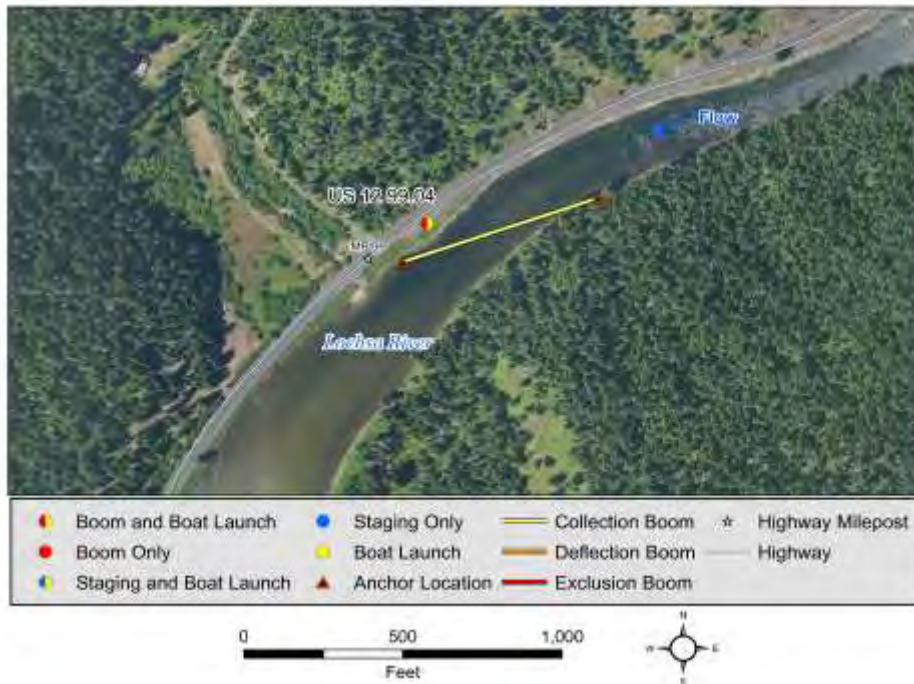 Flow
US 12 99.04
Lochsa River
Boom and Boat Launch
Staging Only
Collection Boom
Highway Milepost
Boom Only
Boat Launch
Deflection Boom
Highway
Staging and Boat Launch
Anchor Location
Exclusion Boom
0 500 1,000
Feet
N
W E
S